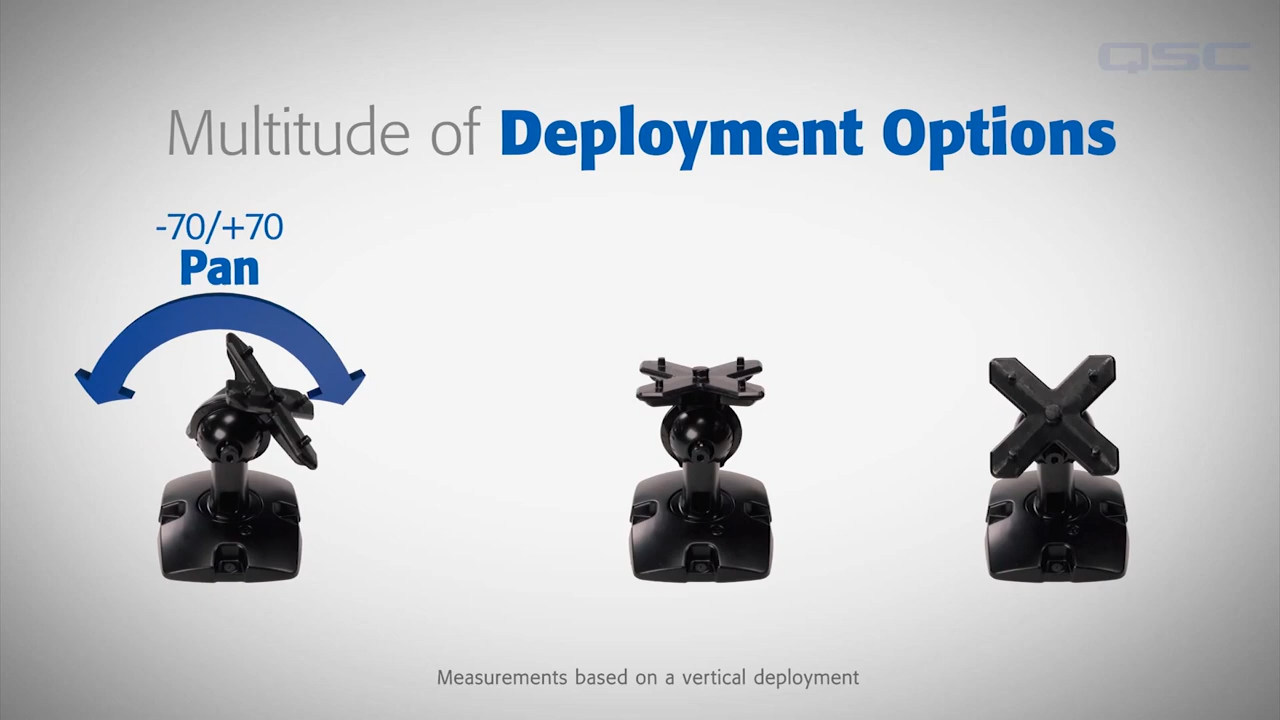 QSC
Multitude of Deployment Options
-70/+70
Pan
Measurements based on a vertical deployment